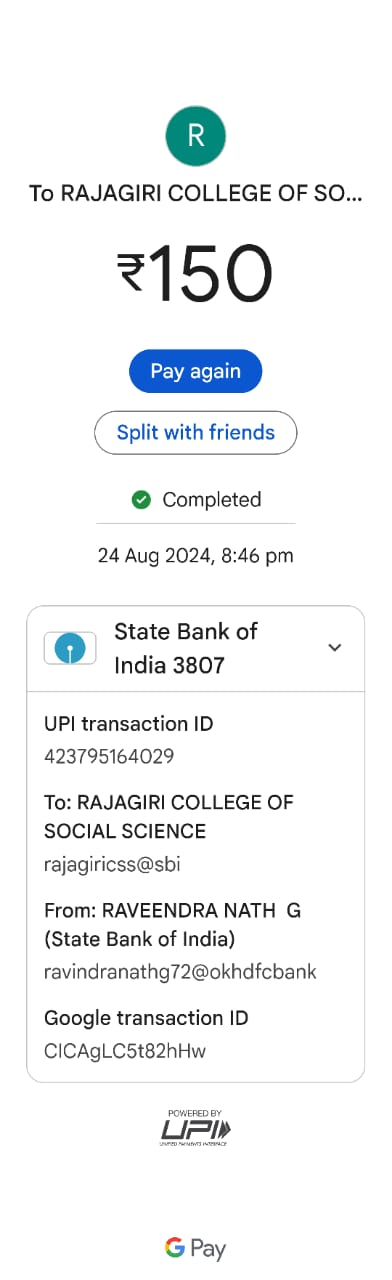 R
To RAJAGIRI COLLEGE OF SO...
₹150
Pay again
Split with friends
Completed
24 Aug 2024, 8:46 pm
State Bank of
India 3807
UPI transaction ID
423795164029
To: RAJAGIRI COLLEGE OF
SOCIAL SCIENCE
rajagiricss@sbi
From: RAVEENDRA NATH G
(State Bank of India)
ravindranathg72@okhdfcbank
Google transaction ID
CICAgLC5t82hHw
POWERED BY
UPI
UNIFIED PAYMENTS INTERFACE
G Pay